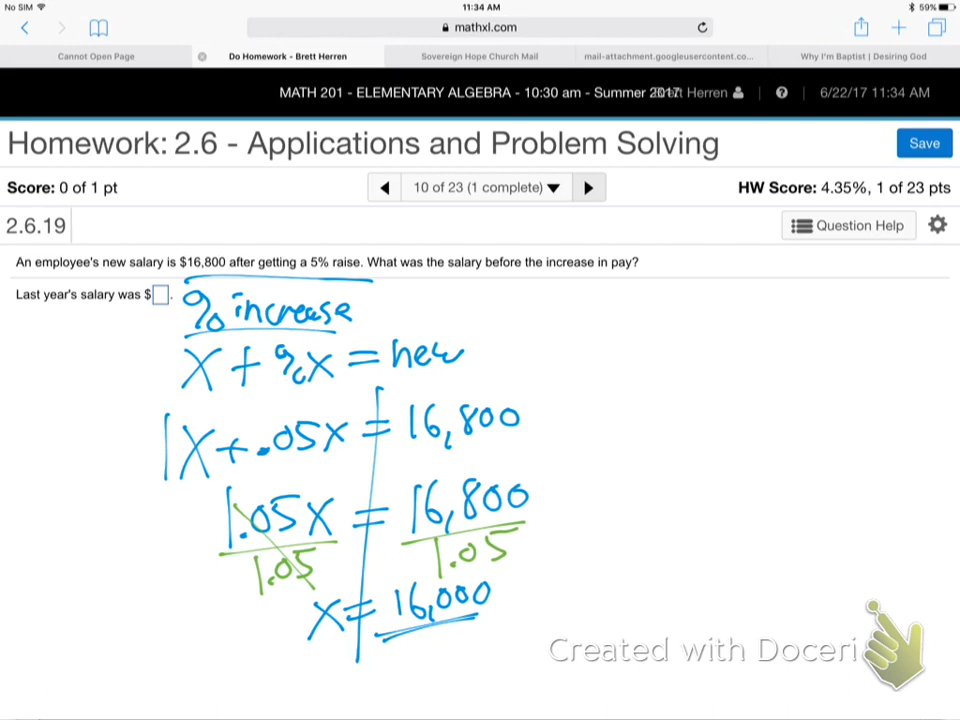 No SIM 11:34 AM 59%
mathxl.com
Cannot Open Page Do Homework - Brett Herren Sovereign Hope Church Mail mail-attachment.googleusercontent.co... Why I'm Baptist | Desiring God
MATH 201 - ELEMENTARY ALGEBRA - 10:30 am - Summer 2017 Herren 6/22/17 11:34 AM
Homework: 2.6 - Applications and Problem Solving Save
Score: 0 of 1 pt 10 of 23 (1 complete) HW Score: 4.35%, 1 of 23 pts
2.6.19 Question Help
An employee's new salary is $16,800 after getting a 5% raise. What was the salary before the increase in pay?
Last year's salary was $ .
% increase
x + %x = new
1x + .05x = 16,800
1.05x = 16,800
1.05 1.05
x = 16,000
Created with Doceri